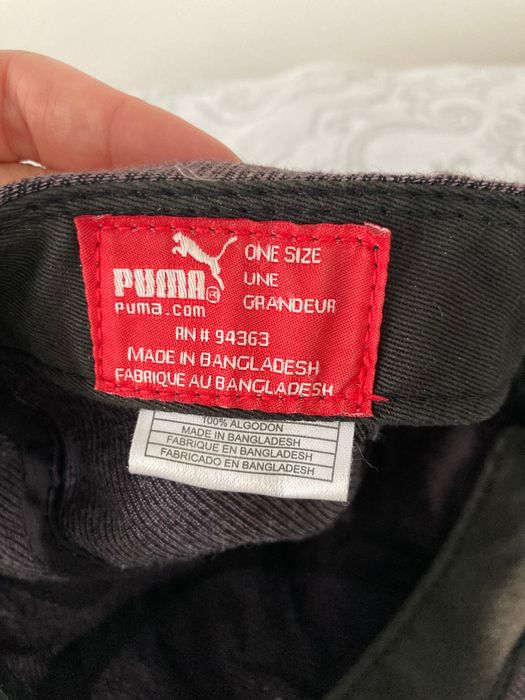 PUMA
puma.com
ONE SIZE
UNE
GRANDEUR
RN # 94363
MADE IN BANGLADESH
FABRIQUE AU BANGLADESH
100% ALGODON
MADE IN BANGLADESH
FABRIQUE EN BANGLADESH
FABRICADO EN BANGLADESH